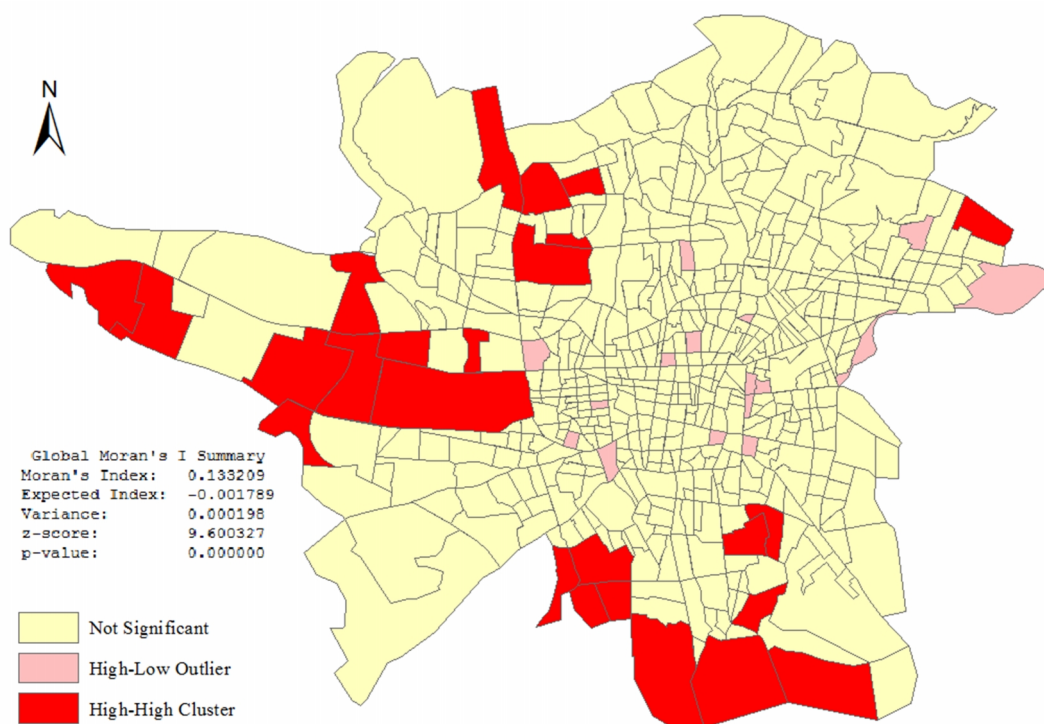 N
Global Moran's I Summary
Moran's Index: 0.133209
Expected Index: -0.001789
Variance: 0.000198
z-score: 9.600327
p-value: 0.000000
Not Significant
High-Low Outlier
High-High Cluster